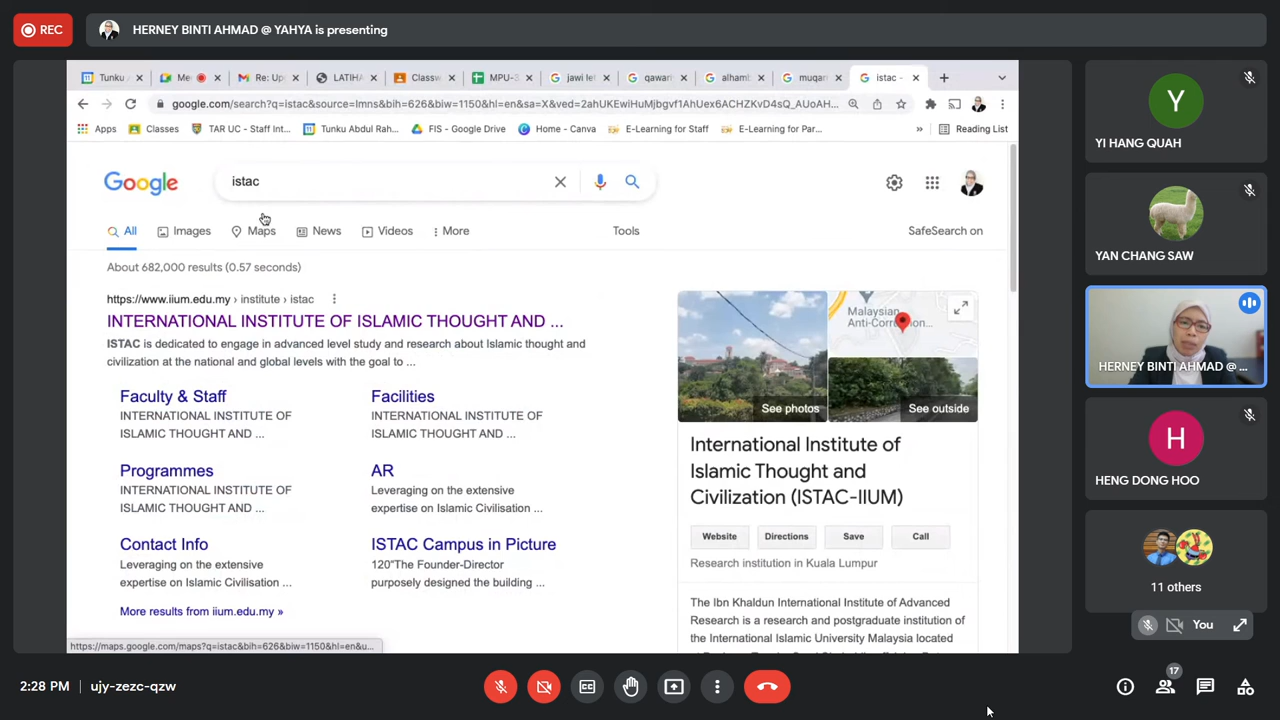 REC
HERNEY BINTI AHMAD @ YAHYA is presenting
Tunku
Re: Up
LATIHA
Classw
MPU-3
jawi let
qawari
alhamb
muqar
istac -
google.com/search?q=istac&source=lmns&bih=626&biw=1150&hl=en&sa=X&ved=2ahUKEwiHuMjbgvf1AhUex6ACHZKvD4sQ_AUoAH...
Apps
Classes
TAR UC - Staff Int...
Tunku Abdul Rah...
FIS - Google Drive
Home - Canva
E-Learning for Staff
E-Learning for Par...
»
Reading List
Google
istac
All
Images
Maps
News
Videos
More
Tools
SafeSearch on
About 682,000 results (0.57 seconds)
https://www.iium.edu.my › institute › istac
INTERNATIONAL INSTITUTE OF ISLAMIC THOUGHT AND ...
ISTAC is dedicated to engage in advanced level study and research about Islamic thought and
civilization at the national and global levels with the goal to ...
Faculty & Staff
INTERNATIONAL INSTITUTE OF
ISLAMIC THOUGHT AND ...
Facilities
INTERNATIONAL INSTITUTE OF
ISLAMIC THOUGHT AND ...
Programmes
INTERNATIONAL INSTITUTE OF
ISLAMIC THOUGHT AND ...
AR
Leveraging on the extensive
expertise on Islamic Civilisation ...
Contact Info
Leveraging on the extensive
expertise on Islamic Civilisation ...
ISTAC Campus in Picture
120"The Founder-Director
purposely designed the building ...
More results from iium.edu.my »
https://maps.google.com/maps?q=istac&bih=626&biw=1150&hl=en&u...
Malaysian
See photos
See outside
International Institute of
Islamic Thought and
Civilization (ISTAC-IIUM)
Website
Directions
Save
Call
Research institution in Kuala Lumpur
The Ibn Khaldun International Institute of Advanced
Research is a research and postgraduate institution of
the International Islamic University Malaysia located
Y
YI HANG QUAH
YAN CHANG SAW
HERNEY BINTI AHMAD @ ...
H
HENG DONG HOO
11 others
You
2:28 PM
ujy-zezc-qzw
17